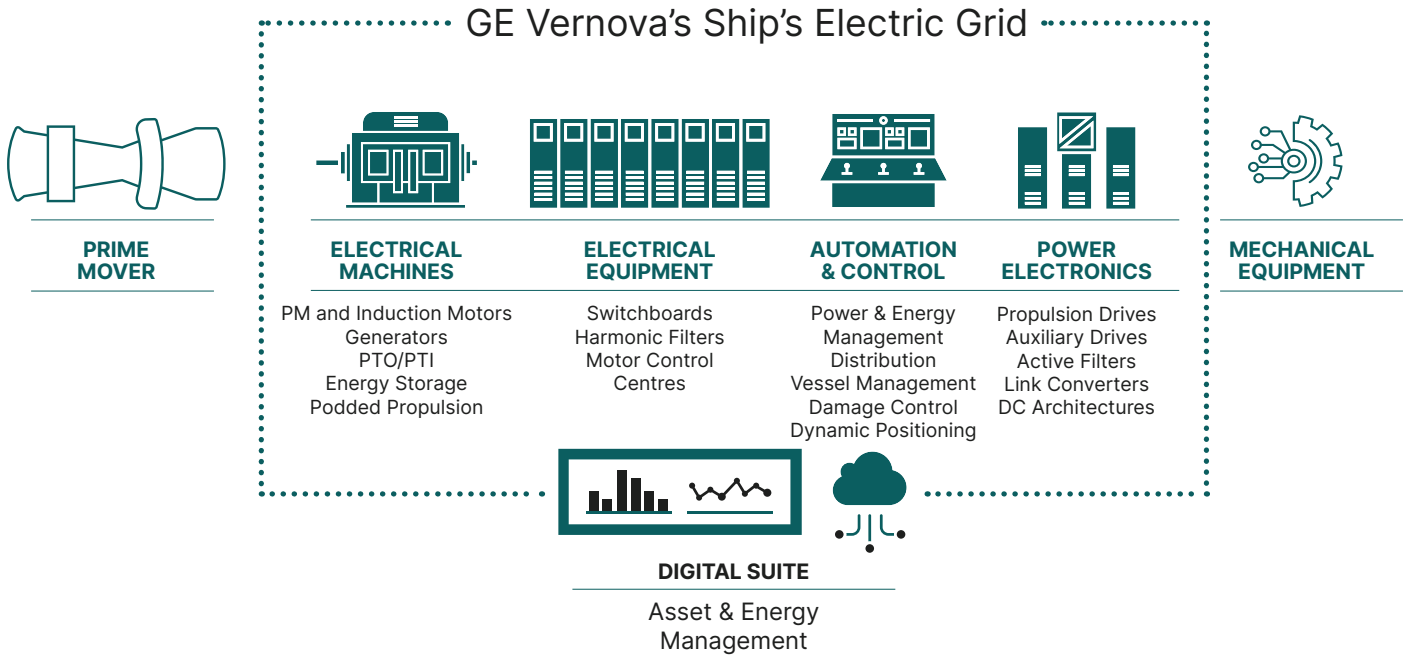 GE Vernova’s Ship’s Electric Grid
PRIME
MOVER
ELECTRICAL
MACHINES
PM and Induction Motors
Generators
PTO/PTI
Energy Storage
Podded Propulsion
ELECTRICAL
EQUIPMENT
Switchboards
Harmonic Filters
Motor Control
Centres
AUTOMATION
& CONTROL
Power & Energy
Management
Distribution
Vessel Management
Damage Control
Dynamic Positioning
POWER
ELECTRONICS
Propulsion Drives
Auxiliary Drives
Active Filters
Link Converters
DC Architectures
MECHANICAL
EQUIPMENT
DIGITAL SUITE
Asset & Energy
Management